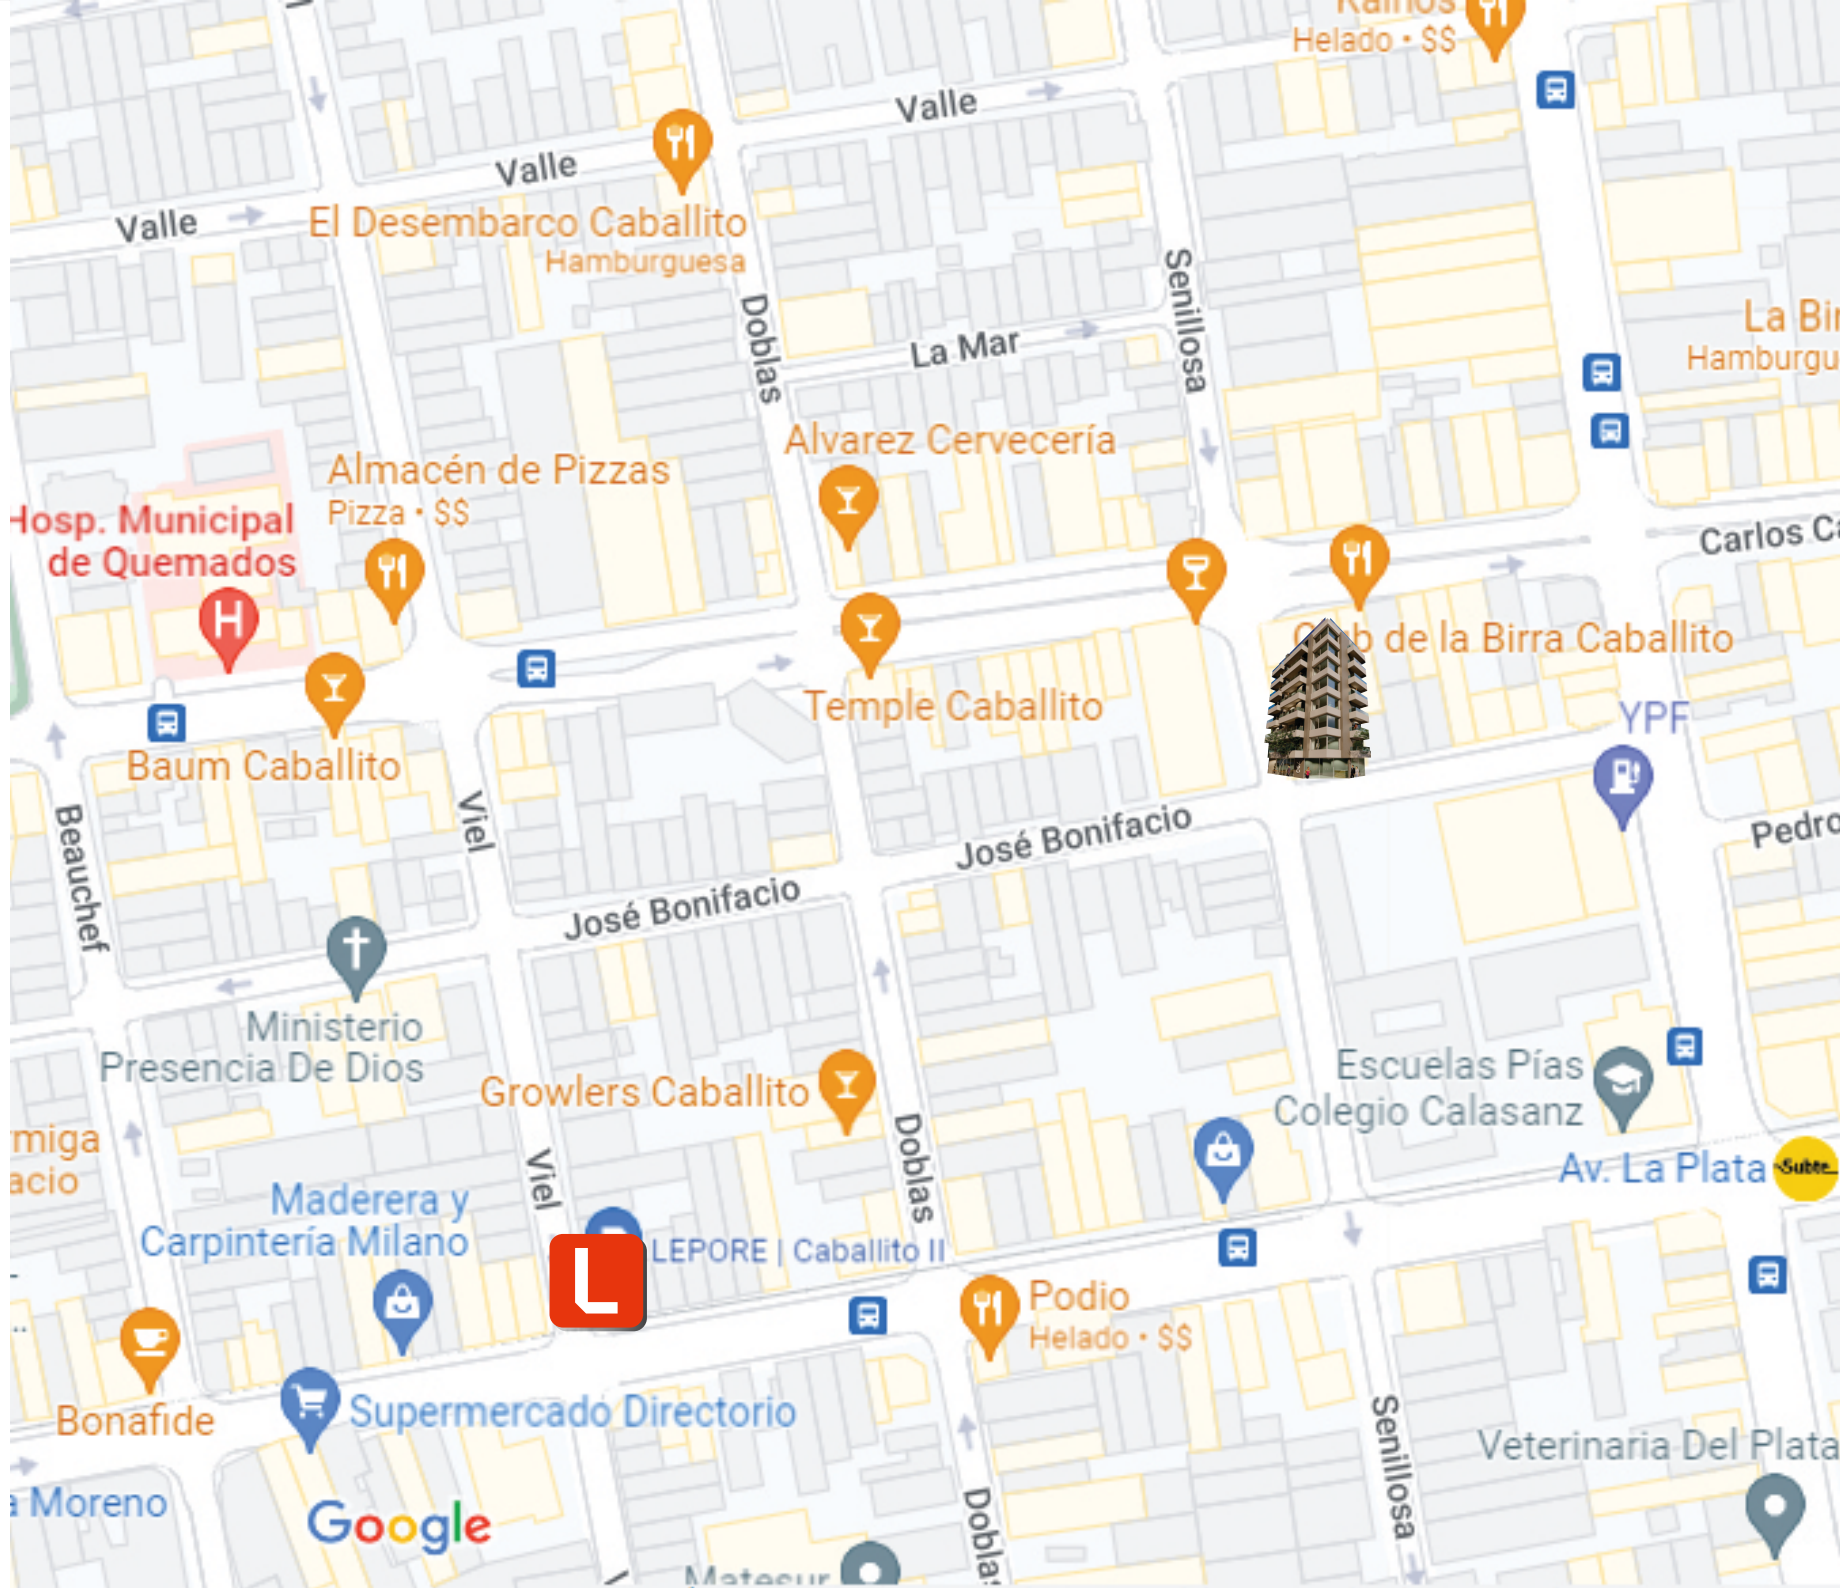 Helado • $$
Valle
Valle
Valle
El Desembarco Caballito
Hamburguesa
Senillosa
Doblas
La Mar
La Bir
Hamburgu
Alvarez Cervecería
Almacén de Pizzas
Pizza • $$
Hosp. Municipal
de Quemados
H
Carlos Ca
b de la Birra Caballito
Temple Caballito
YPF
Baum Caballito
Viel
Beauchef
José Bonifacio
Pedro
José Bonifacio
Ministerio
Presencia De Dios
Growlers Caballito
Escuelas Pías
Colegio Calasanz
rmiga
acio
Doblas
Viel
Av. La Plata
Subte
Maderera y
Carpintería Milano
LEPORE | Caballito II
L
Podio
Helado • $$
Bonafide
Supermercado Directorio
Senillosa
Veterinaria Del Plata
a Moreno
Google
Doblas
Matesur